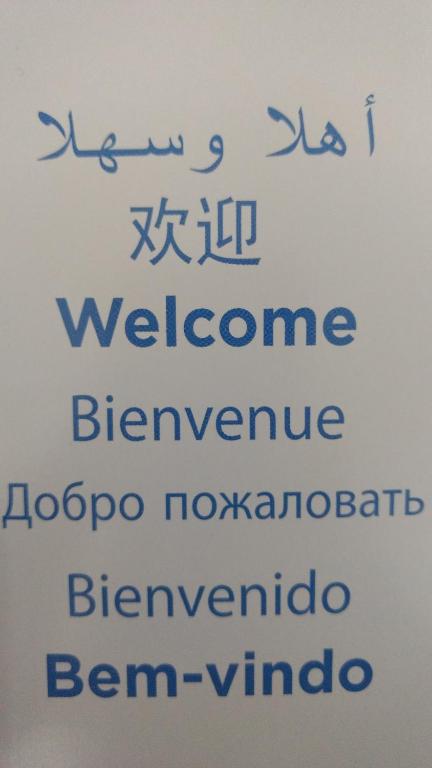 أهلا وسهلا
欢迎
Welcome
Bienvenue
Добро пожаловать
Bienvenido
Bem-vindo